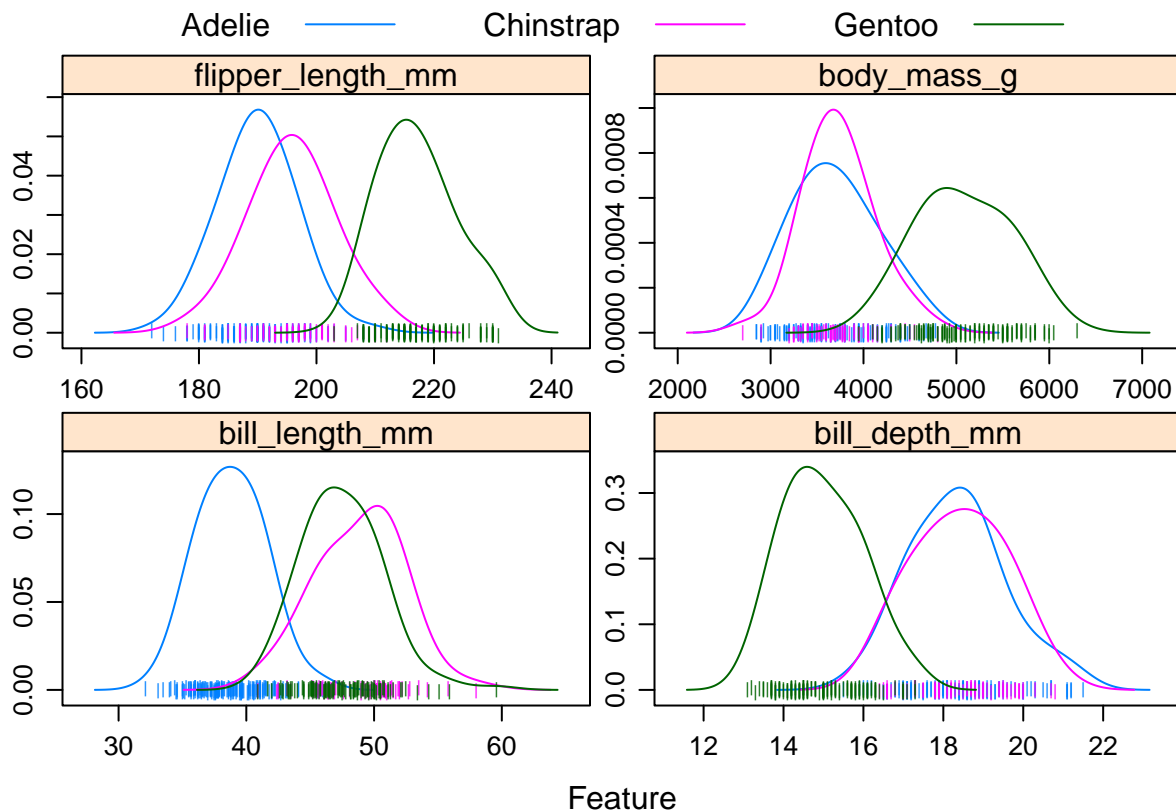 Adelie Chinstrap Gentoo
flipper_length_mm
0.00 0.02 0.04
160 180 200 220 240
body_mass_g
0.0000 0.0004 0.0008
2000 3000 4000 5000 6000 7000
bill_length_mm
0.00 0.05 0.10
30 40 50 60
bill_depth_mm
0.0 0.1 0.2 0.3
12 14 16 18 20 22
Feature